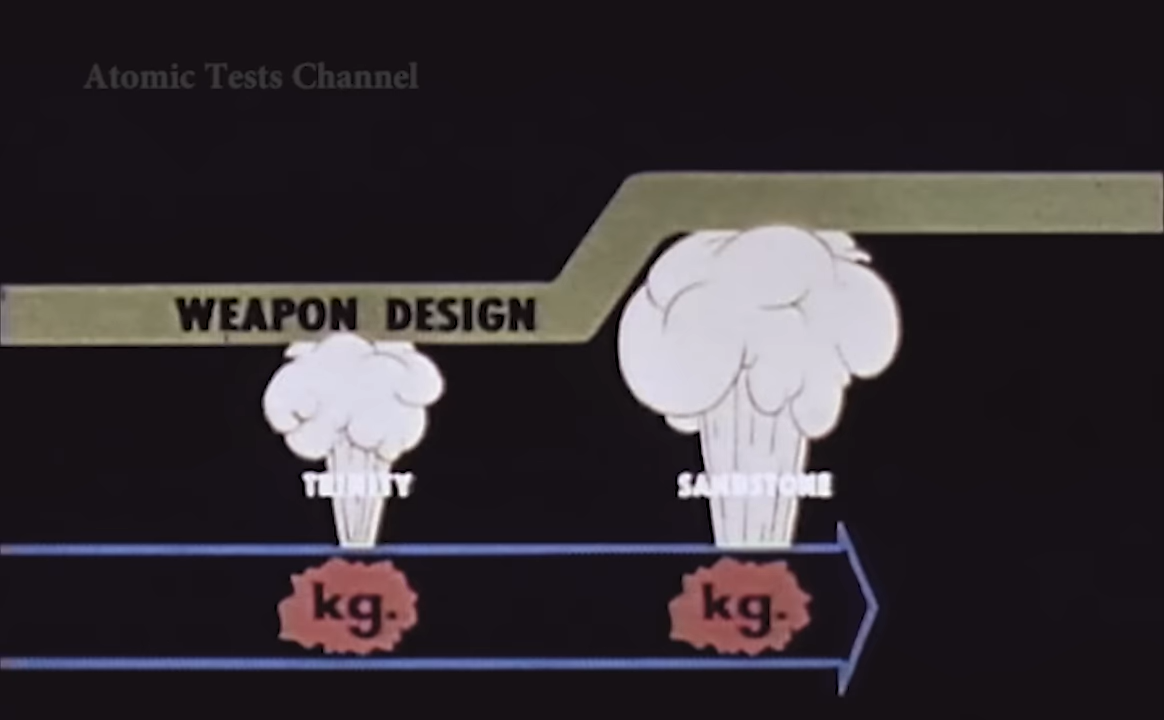 Atomic Tests Channel
WEAPON DESIGN
TRINITY
SANDSTONE
kg.
kg.